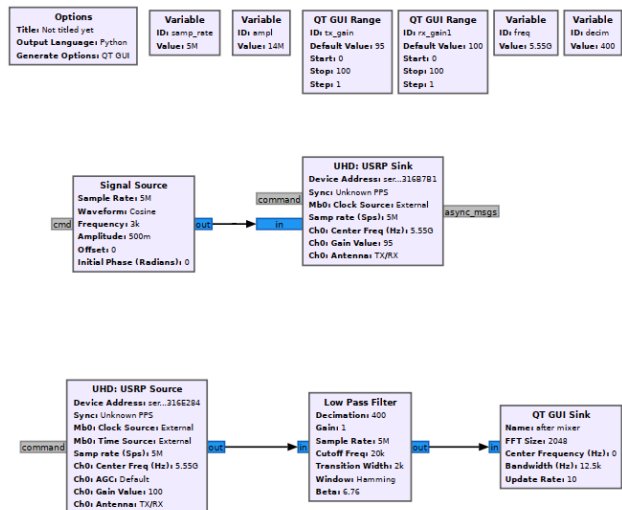 Options
Title: Not titled yet
Output Language: Python
Generate Options: QT GUI
Variable
ID: samp_rate
Value: 5M
Variable
ID: ampl
Value: 14M
QT GUI Range
ID: tx_gain
Default Value: 95
Start: 0
Stop: 100
Step: 1
QT GUI Range
ID: rx_gain1
Default Value: 100
Start: 0
Stop: 100
Step: 1
Variable
ID: freq
Value: 5.55G
Variable
ID: decim
Value: 400
Signal Source
Sample Rate: 5M
Waveform: Cosine
Frequency: 3k
Amplitude: 500m
Offset: 0
Initial Phase (Radians): 0
cmd
out
UHD: USRP Sink
Device Address: ser...316B7B1
Sync: Unknown PPS
Mb0: Clock Source: External
Samp rate (Sps): 5M
Ch0: Center Freq (Hz): 5.55G
Ch0: Gain Value: 95
Ch0: Antenna: TX/RX
command
in
async_msgs
UHD: USRP Source
Device Address: ser...316E284
Sync: Unknown PPS
Mb0: Clock Source: External
Mb0: Time Source: External
Samp rate (Sps): 5M
Ch0: Center Freq (Hz): 5.55G
Ch0: AGC: Default
Ch0: Gain Value: 100
Ch0: Antenna: TX/RX
command
out
Low Pass Filter
Decimation: 400
Gain: 1
Sample Rate: 5M
Cutoff Freq: 20k
Transition Width: 2k
Window: Hamming
Beta: 6.76
in
out
QT GUI Sink
Name: after mixer
FFT Size: 2048
Center Frequency (Hz): 0
Bandwidth (Hz): 12.5k
Update Rate: 10
in